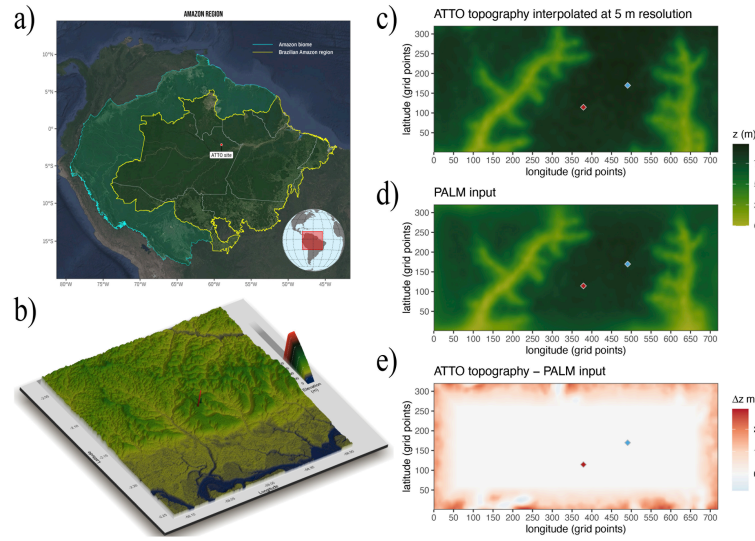 a)
AMAZON REGION
Amazon biome
Brazilian Amazon region
10°N
5°N
0°
5°S
10°S
15°S
ATTO site
80°W 75°W 70°W 65°W 60°W 55°W 50°W 45°W
b)
Longitude
c)
ATTO topography interpolated at 5 m resolution
latitude (grid points)
300
250
200
150
100
50
0
0 50 100 150 200 250 300 350 400 450 500 550 600 650 700
longitude (grid points)
z (m)
d)
PALM input
latitude (grid points)
300
250
200
150
100
50
0
0 50 100 150 200 250 300 350 400 450 500 550 600 650 700
longitude (grid points)
e)
ATTO topography – PALM input
latitude (grid points)
300
250
200
150
100
50
0
0 50 100 150 200 250 300 350 400 450 500 550 600 650 700
longitude (grid points)
Δz m